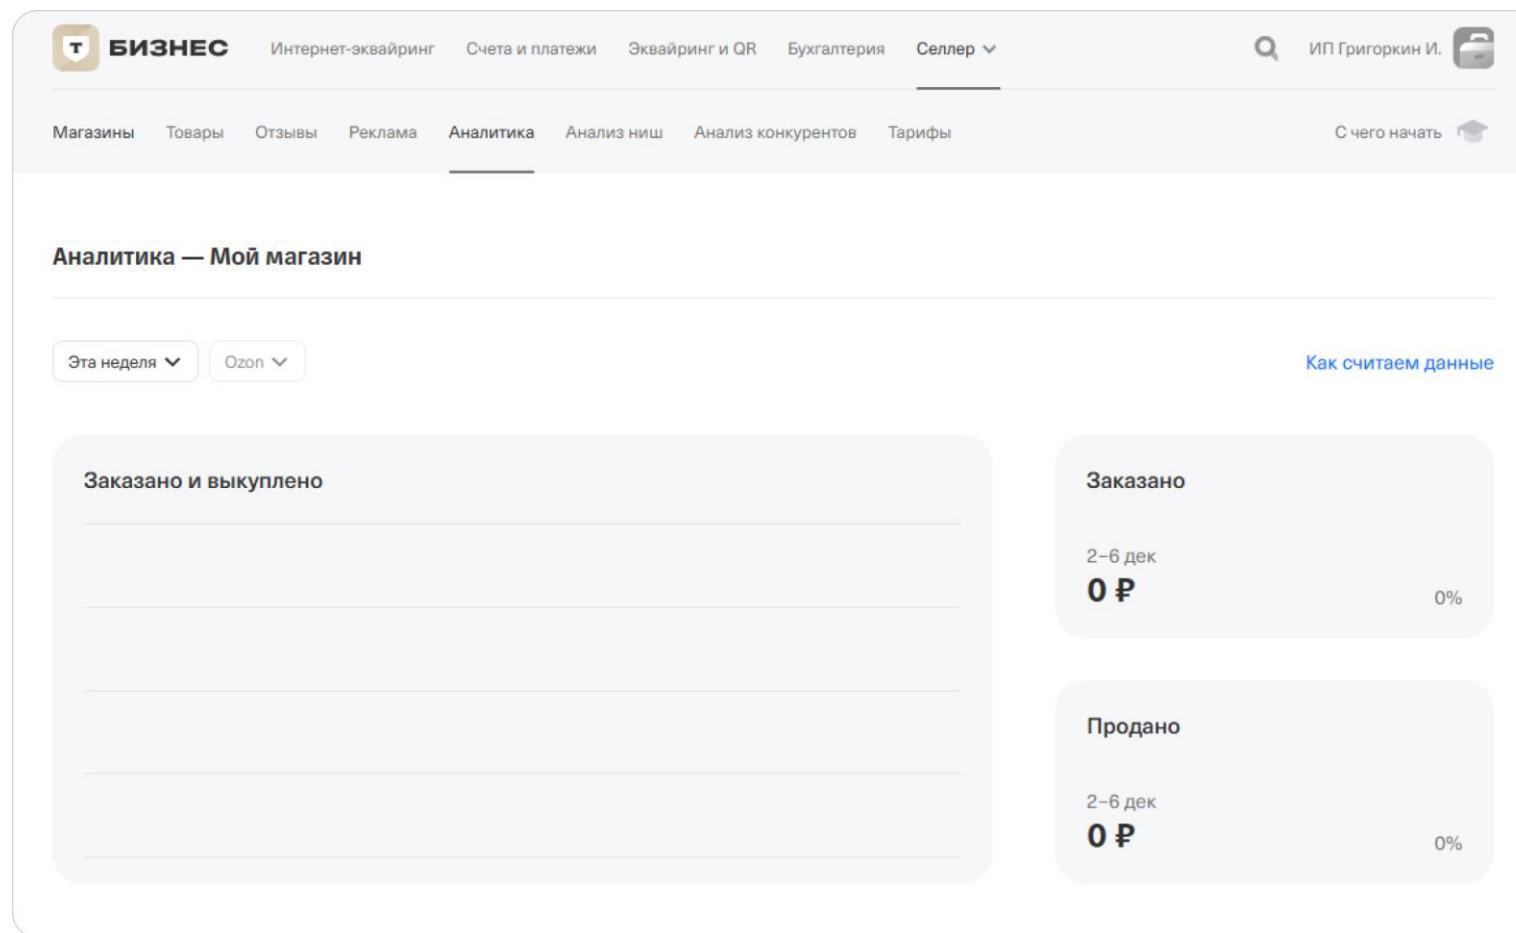 Т БИЗНЕС Интернет-эквайринг Счета и платежи Эквайринг и QR Бухгалтерия Селлер ИП Григоркин И.
Магазины Товары Отзывы Реклама Аналитика Анализ ниш Анализ конкурентов Тарифы С чего начать
Аналитика — Мой магазин
Эта неделя Ozon Как считаем данные
Заказано и выкуплено
Заказано
2–6 дек
0 ₽ 0%
Продано
2–6 дек
0 ₽ 0%